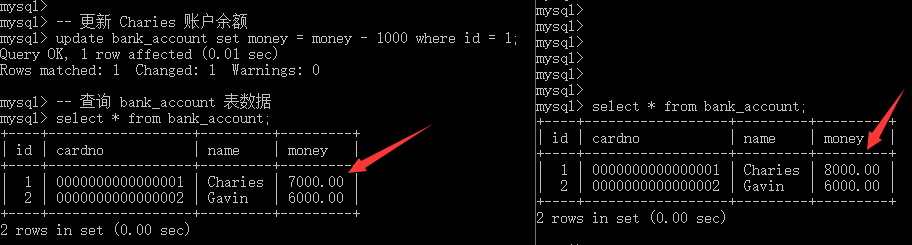 mysql>
mysql> -- 更新 Charies 账户余额
mysql> update bank_account set money = money - 1000 where id = 1;
Query OK, 1 row affected (0.01 sec)
Rows matched: 1  Changed: 1  Warnings: 0
mysql> -- 查询 bank_account 表数据
mysql> select * from bank_account;
+----+------------------+---------+---------+
| id | cardno | name | money |
+----+------------------+---------+---------+
| 1 | 0000000000000001 | Charies | 7000.00
| 2 | 0000000000000002 | Gavin | 6000.00
+----+------------------+---------+---------+
2 rows in set (0.00 sec)
mysql>
mysql>
mysql>
mysql>
mysql>
mysql> select * from bank_account;
+----+------------------+---------+---------+
| id | cardno | name | money |
+----+------------------+---------+---------+
| 1 | 0000000000000001 | Charies | 8000.00 |
| 2 | 0000000000000002 | Gavin | 6000.00 |
+----+------------------+---------+---------+
2 rows in set (0.00 sec)